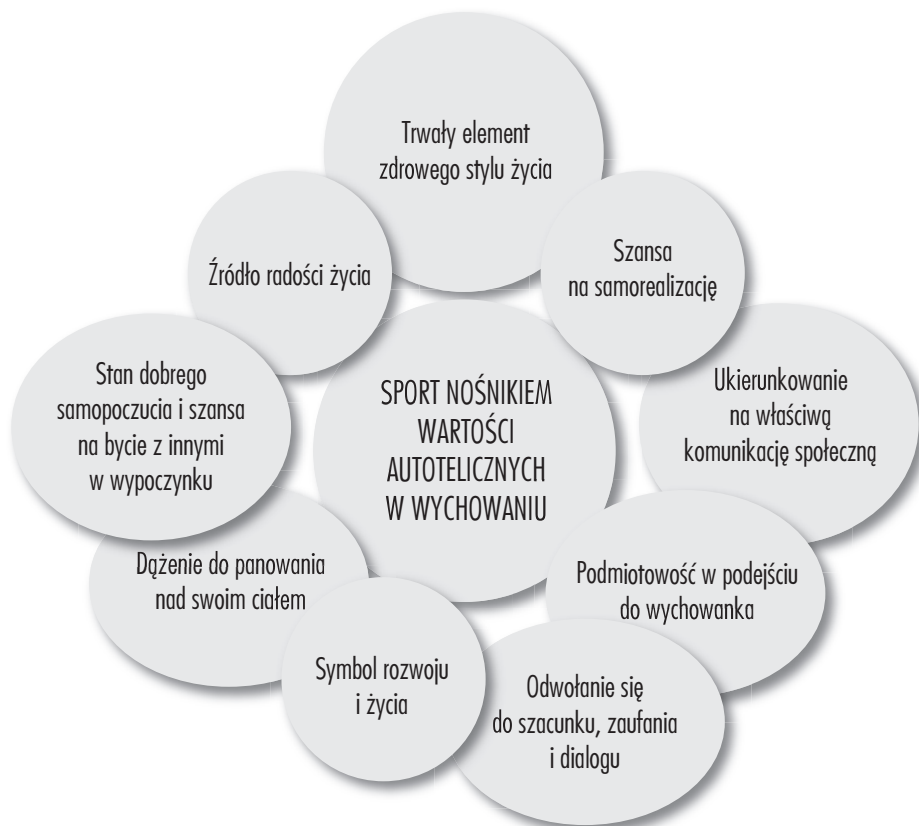 Trwały element
zdrowego stylu życia
Źródło radości życia
Szansa
na samorealizację
Stan dobrego
samopoczucia i szansa
na bycie z innymi
w wypoczynku
SPORT NOŚNIKIEM
WARTOŚCI
AUTOTELICZNYCH
W WYCHOWANIU
Ukierunkowanie
na właściwą
komunikację społeczną
Dążenie do panowania
nad swoim ciałem
Podmiotowość w podejściu
do wychowanka
Symbol rozwoju
i życia
Odwołanie się
do szacunku, zaufania
i dialogu